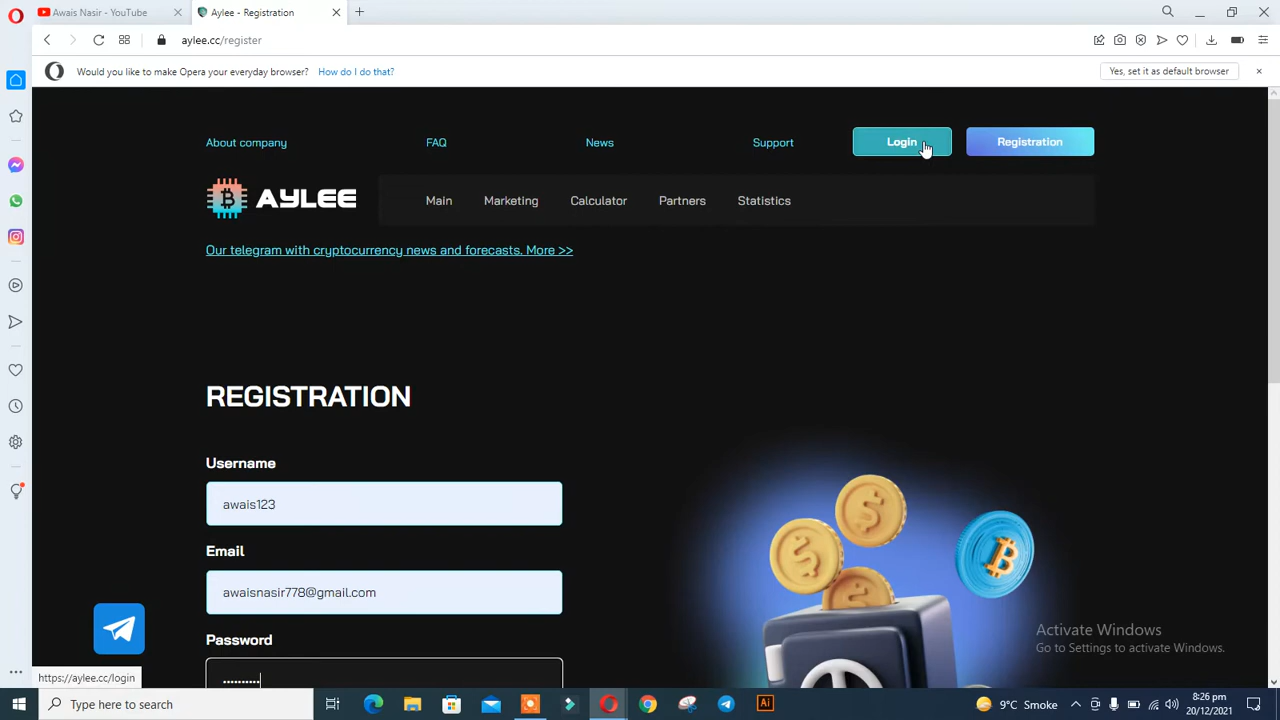 Awais Nasir - YouTube
Aylee - Registration
aylee.cc/register
Would you like to make Opera your everyday browser? How do I do that?
Yes, set it as default browser
About company FAQ News Support Login Registration
AYLEE
Main Marketing Calculator Partners Statistics
Our telegram with cryptocurrency news and forecasts. More >>
REGISTRATION
Username
awais123
Email
awaisnasir778@gmail.com
Password
••••••••••
Activate Windows
Go to Settings to activate Windows.
https://aylee.cc/login
Type here to search
Ai
9°C Smoke
8:26 pm
20/12/2021